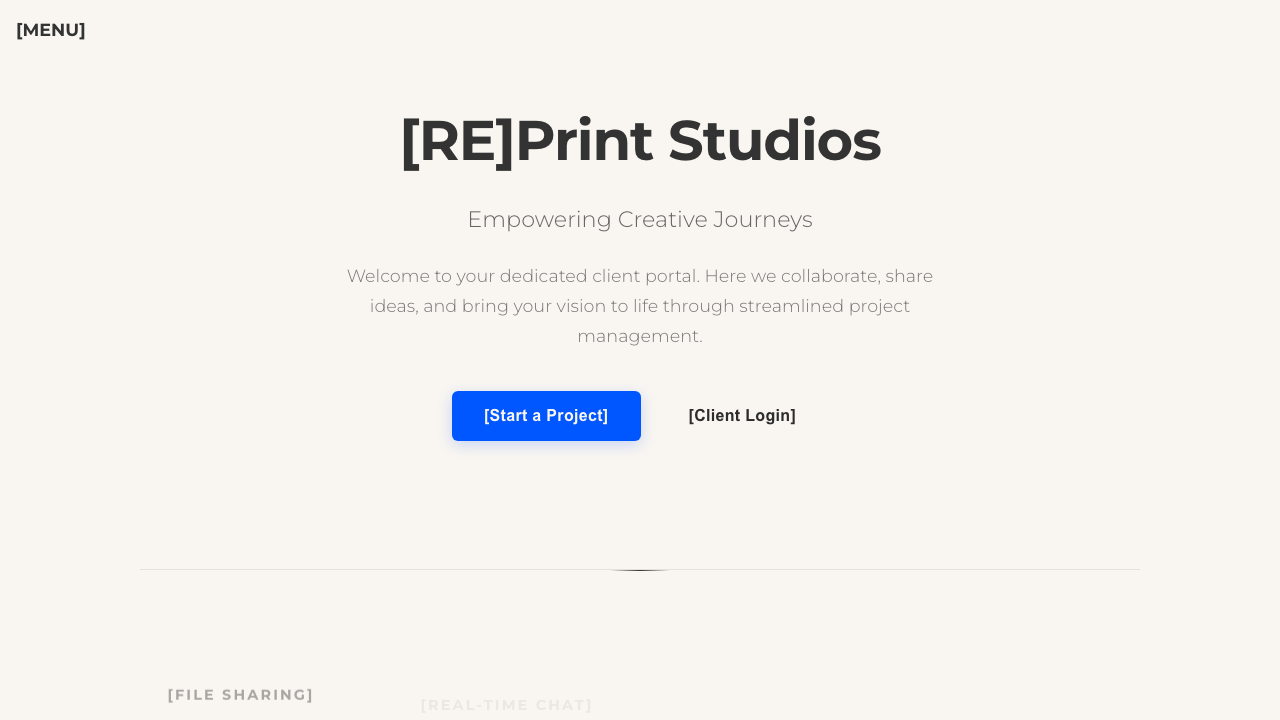 [MENU]
[RE]Print Studios
Empowering Creative Journeys
Welcome to your dedicated client portal. Here we collaborate, share
ideas, and bring your vision to life through streamlined project
management.
[Start a Project]
[Client Login]
[FILE SHARING]
[REAL-TIME CHAT]